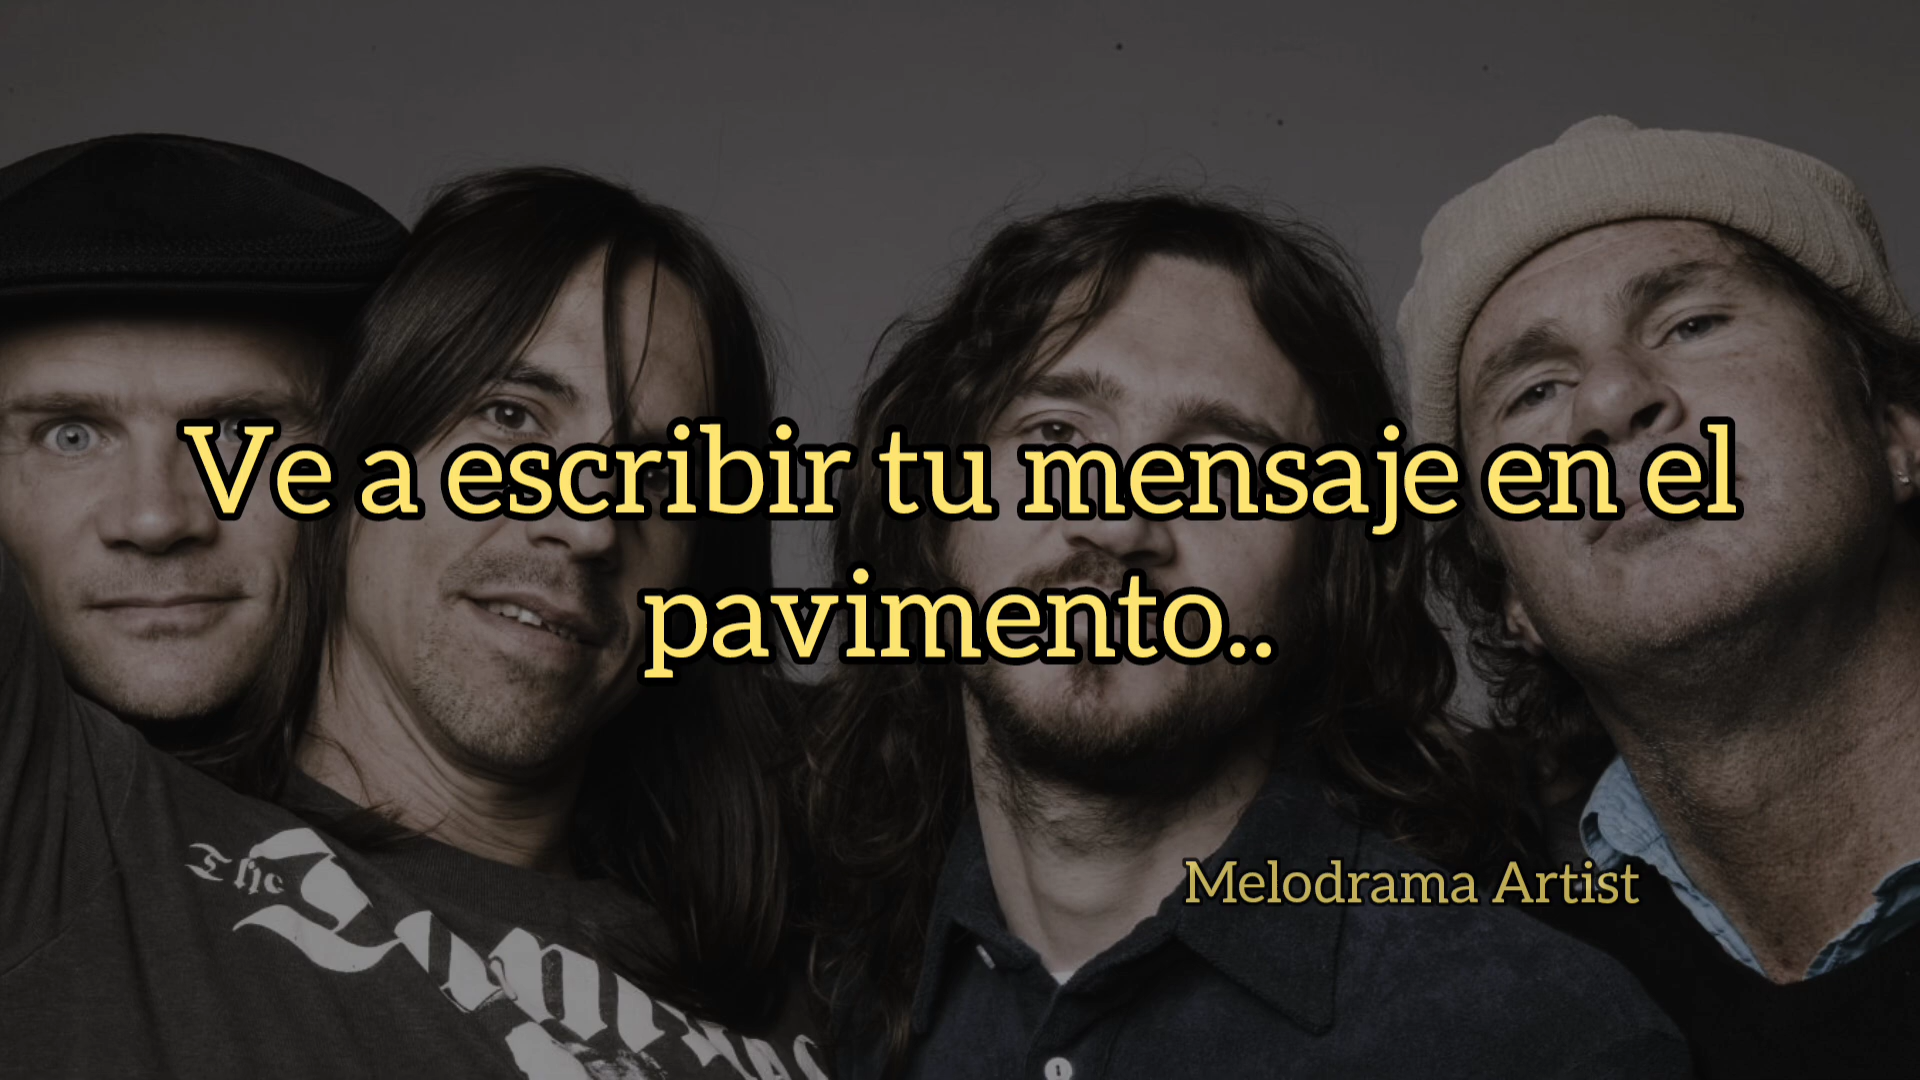 Ve a escribir tu mensaje en el
pavimento..
Melodrama Artist
The